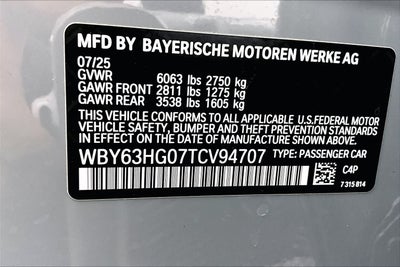 MFD BY BAYERISCHE MOTOREN WERKE AG
07/25
GVWR 6063 lbs 2750 kg
GAWR FRONT 2811 lbs 1275 kg
GAWR REAR 3538 lbs 1605 kg
THIS VEHICLE CONFORMS TO ALL APPLICABLE U.S.FEDERAL MOTOR
VEHICLE SAFETY, BUMPER, AND THEFT PREVENTION STANDARDS
IN EFFECT ON THE DATE OF MANUFACTURE SHOWN ABOVE.
WBY63HG07TCV94707 TYPE: PASSENGER CAR
C4P
7 315 814